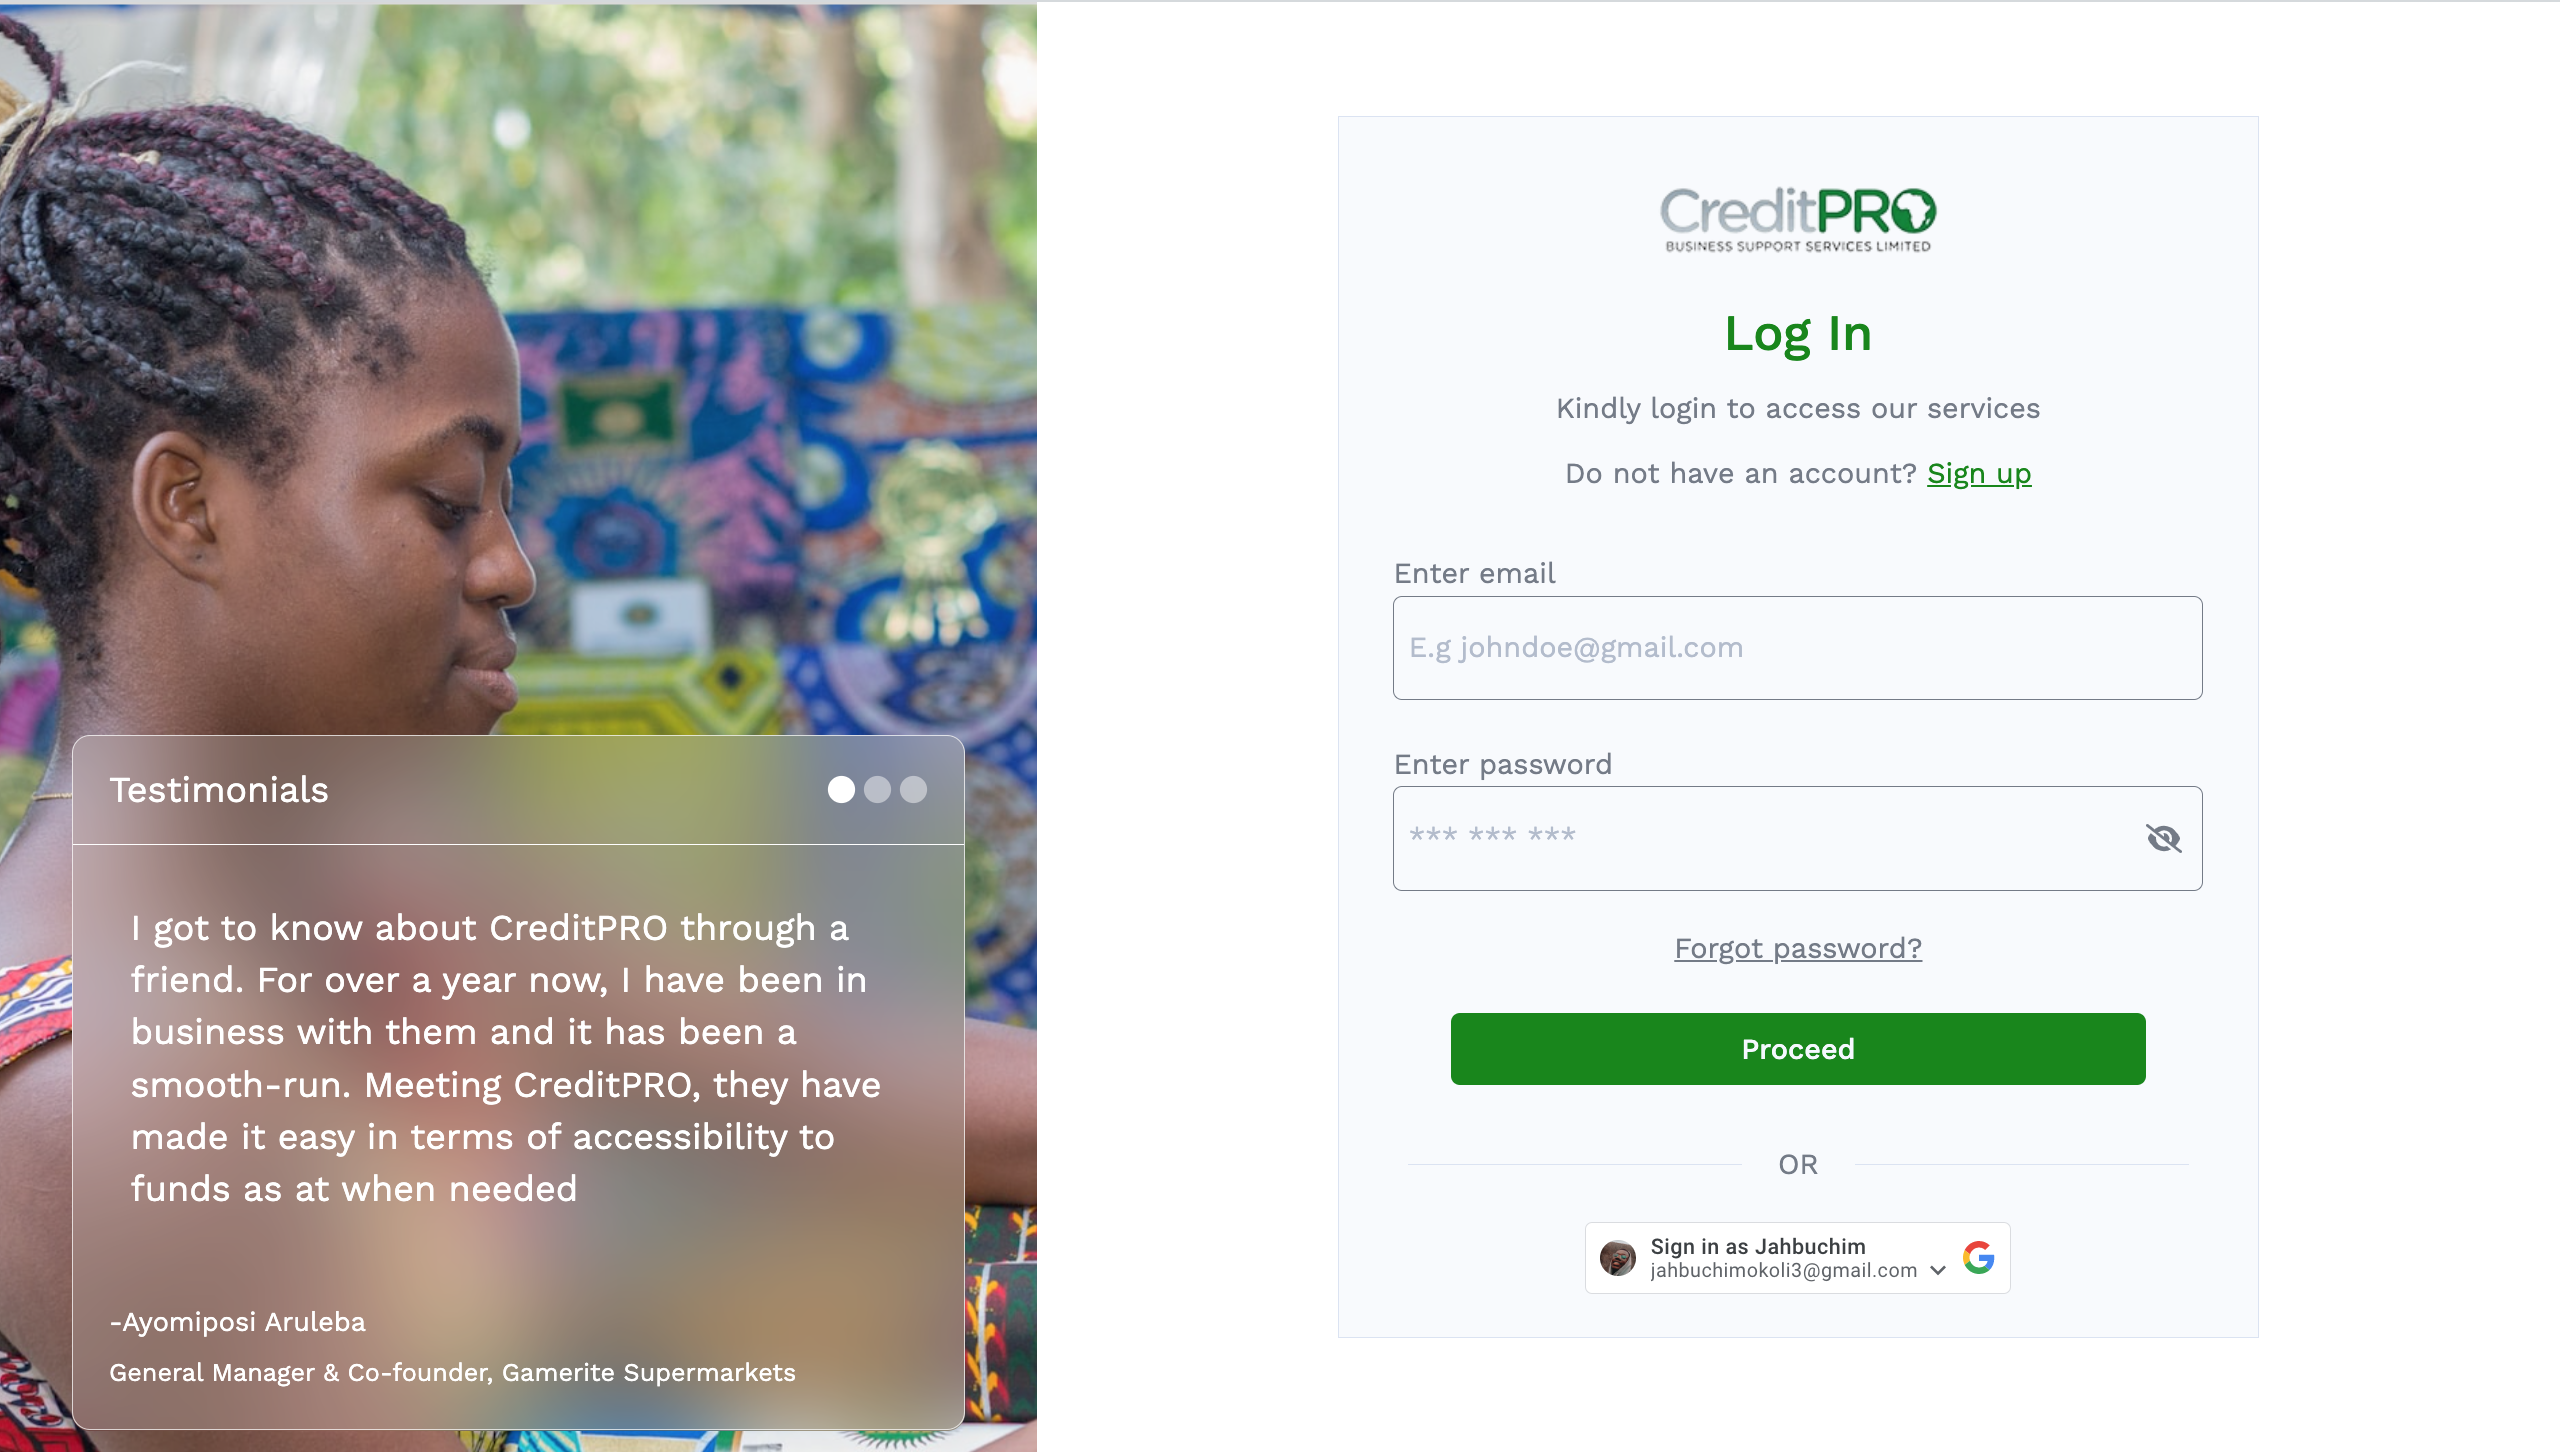 Testimonials
I got to know about CreditPRO through a
friend. For over a year now, I have been in
business with them and it has been a
smooth-run. Meeting CreditPRO, they have
made it easy in terms of accessibility to
funds as at when needed
-Ayomiposi Aruleba
General Manager & Co-founder, Gamerite Supermarkets
CreditPRO
BUSINESS SUPPORT SERVICES LIMITED
Log In
Kindly login to access our services
Do not have an account? Sign up
Enter email
E.g johndoe@gmail.com
Enter password
*** *** ***
Forgot password?
Proceed
OR
Sign in as Jahbuchim
jahbuchimokoli3@gmail.com